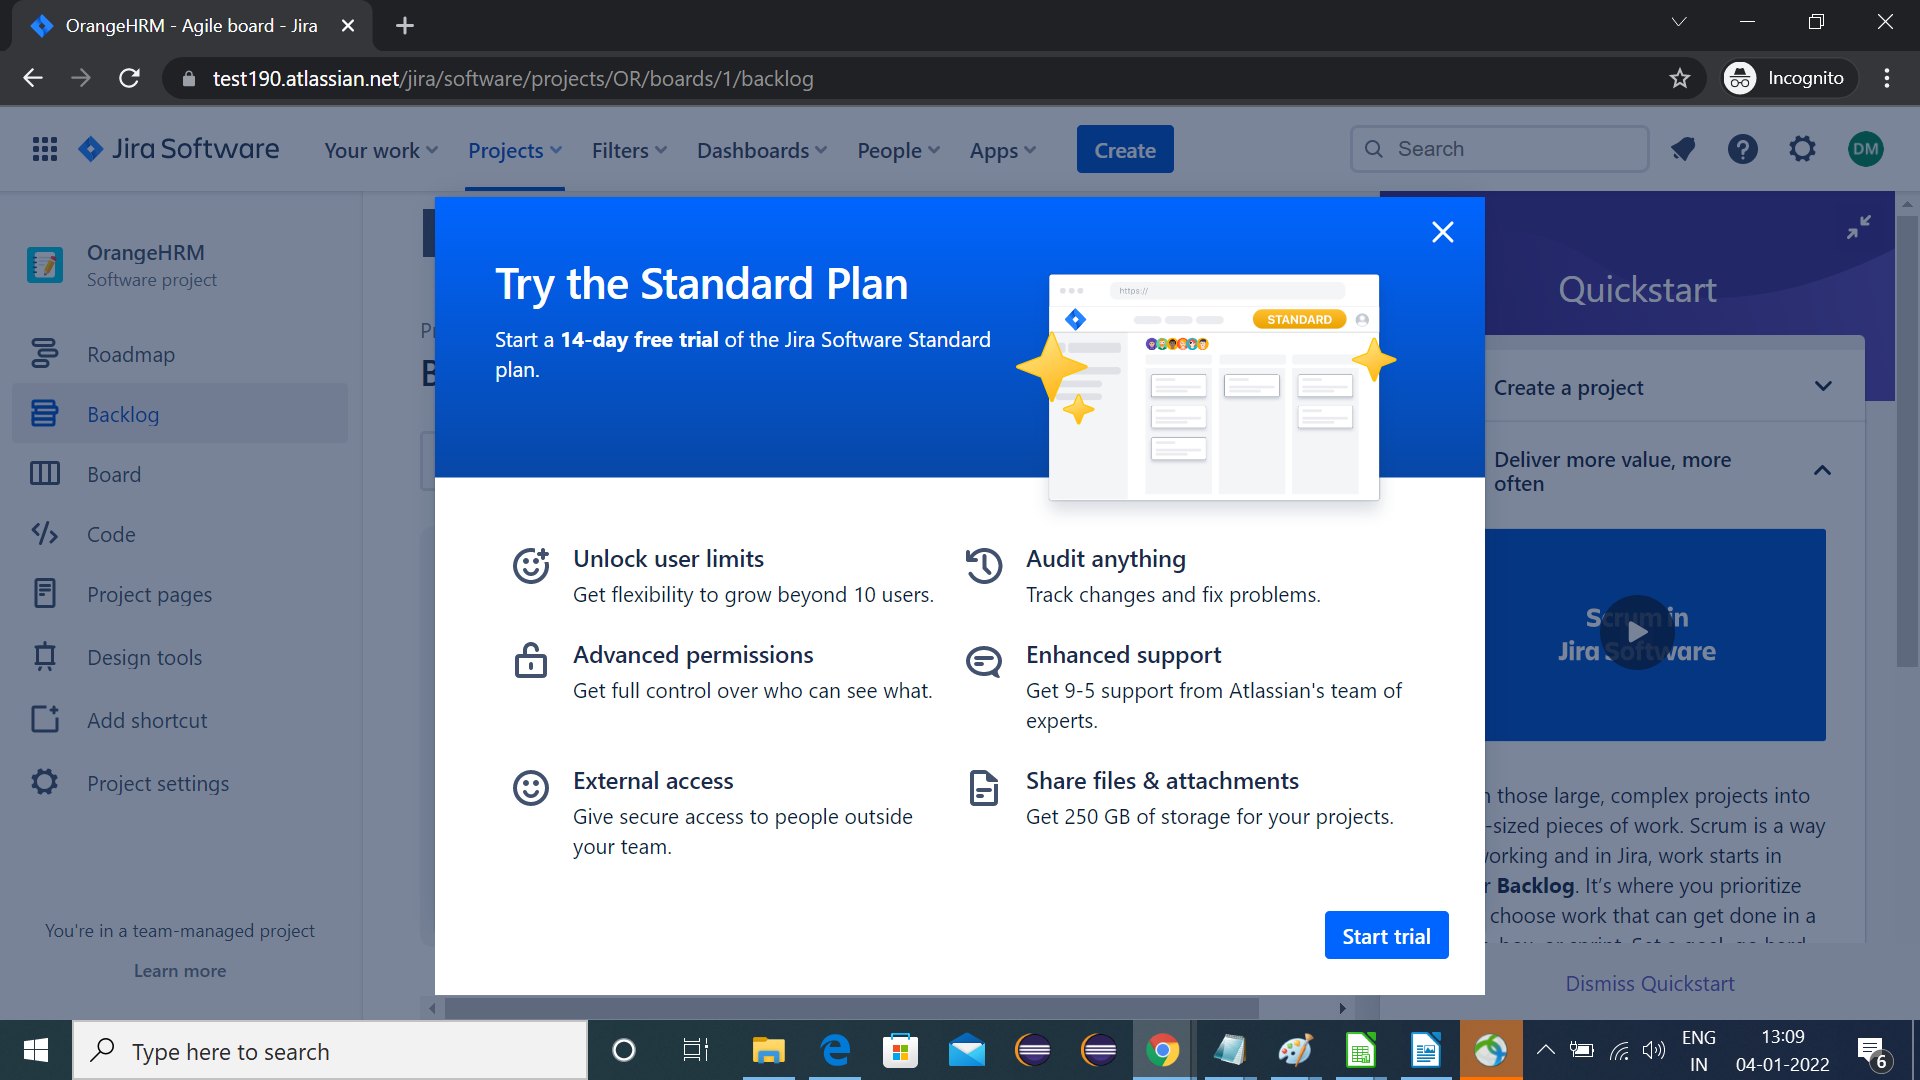 OrangeHRM - Agile board - Jira
test190.atlassian.net/jira/software/projects/OR/boards/1/backlog
Incognito
Jira Software
Your work
Projects
Filters
Dashboards
People
Apps
Create
Search
DM
OrangeHRM
Software project
Roadmap
Backlog
Board
Code
Project pages
Design tools
Add shortcut
Project settings
You're in a team-managed project
Learn more
Try the Standard Plan
Start a 14-day free trial of the Jira Software Standard
plan.
https://
STANDARD
Unlock user limits
Get flexibility to grow beyond 10 users.
Audit anything
Track changes and fix problems.
Advanced permissions
Get full control over who can see what.
Enhanced support
Get 9-5 support from Atlassian's team of
experts.
External access
Give secure access to people outside
your team.
Share files & attachments
Get 250 GB of storage for your projects.
Start trial
Quickstart
Create a project
Deliver more value, more
often
Scrum in
Jira Software
those large, complex projects into
-sized pieces of work. Scrum is a way
working and in Jira, work starts in
Backlog. It’s where you prioritize
choose work that can get done in a
Dismiss Quickstart
Type here to search
ENG
IN
13:09
04-01-2022
6